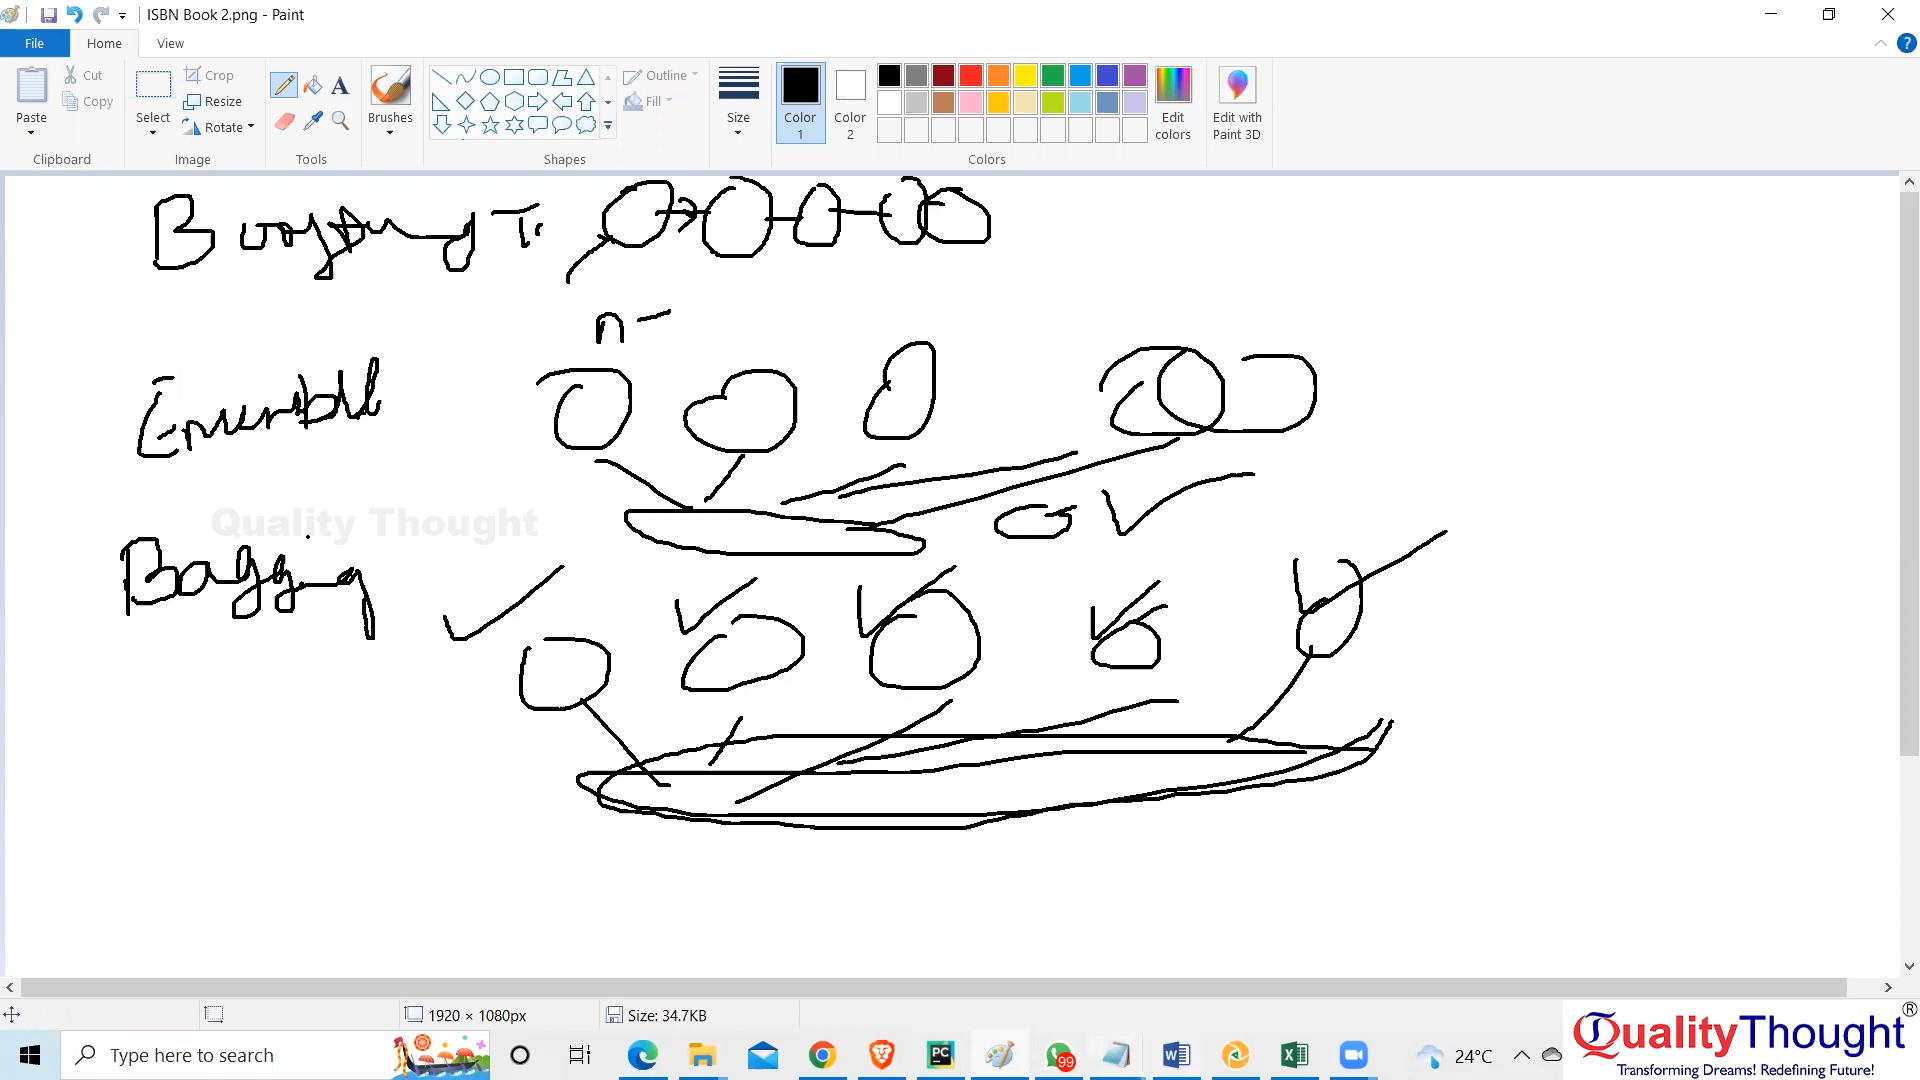 ISBN Book 2.png - Paint
File Home View
Paste Cut Copy Clipboard
Select Crop Resize Rotate Image
Tools
Brushes
Outline Fill Shapes
Size
Color 1 Color 2 Edit colors Colors
Edit with Paint 3D
n -
Quality Thought
Bagging
1920 × 1080px Size: 34.7KB
Type here to search
PC 99 24°C
QualityThought®
Transforming Dreams! Redefining Future!